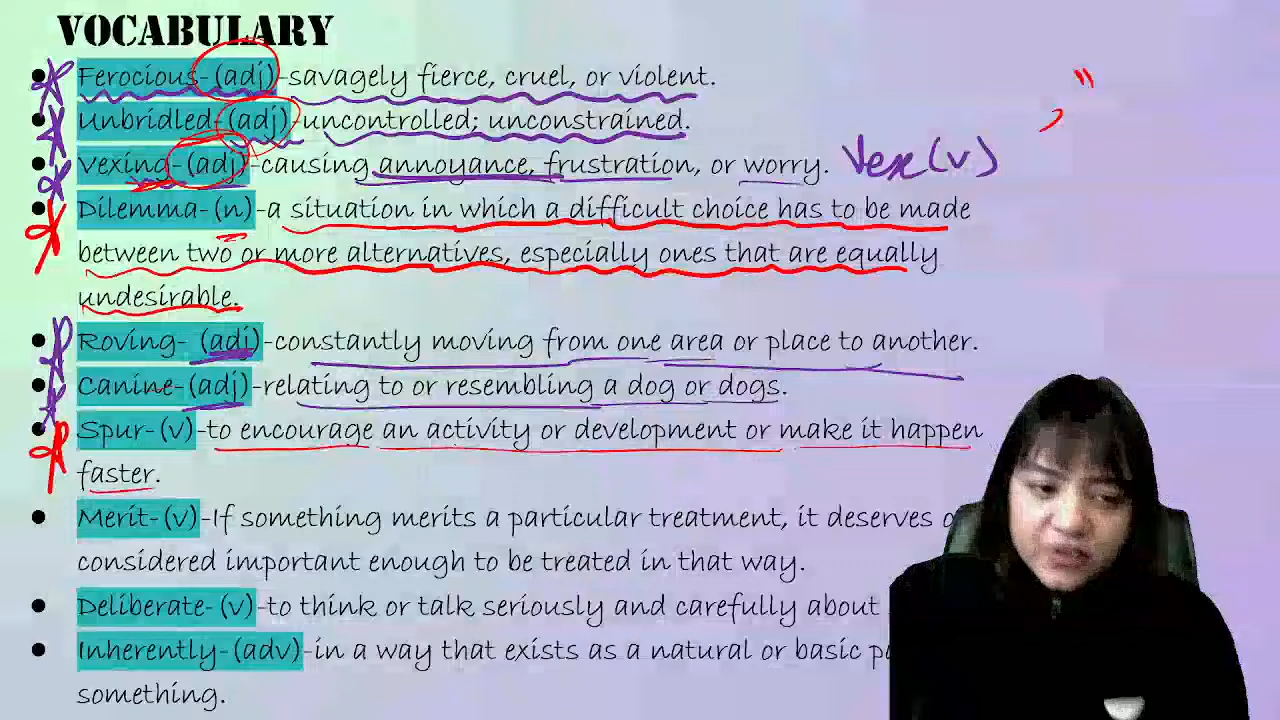 VOCABULARY
Ferocious- (adj)-savagely fierce, cruel, or violent.
Unbridled-(adj)-uncontrolled; unconstrained.
Vexing-(adj)-causing annoyance, frustration, or worry. Vex(v)
Dilemma-(n)-a situation in which a difficult choice has to be made
between two or more alternatives, especially ones that are equally
undesirable.
Roving- (adj)-constantly moving from one area or place to another.
Canine-(adj)-relating to or resembling a dog or dogs.
Spur-(v)-to encourage an activity or development or make it happen
faster.
Merit-(v)-If something merits a particular treatment, it deserves
considered important enough to be treated in that way.
Deliberate-(v)-to think or talk seriously and carefully about
Inherently-(adv)-in a way that exists as a natural or basic
something.